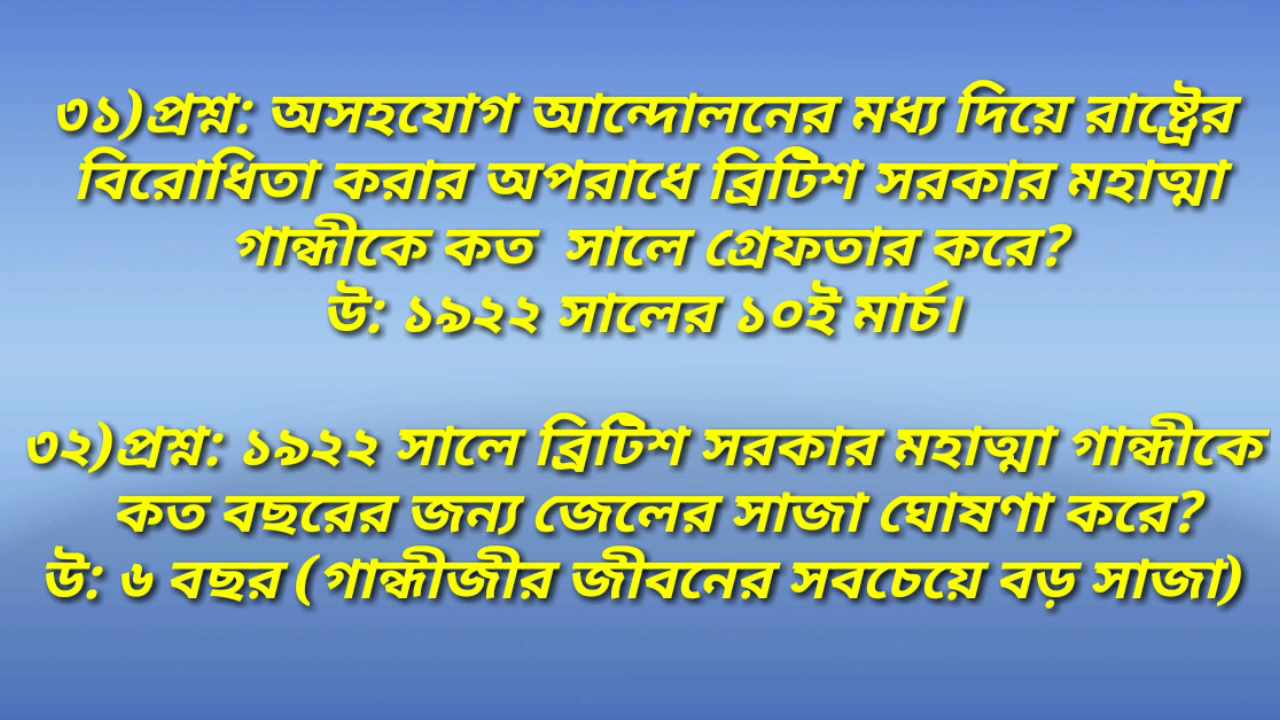 ৩১)প্রশ্ন: অসহযোগ আন্দোলনের মধ্য দিয়ে রাষ্ট্রের
বিরোধিতা করার অপরাধে ব্রিটিশ সরকার মহাত্মা
গান্ধীকে কত সালে গ্রেফতার করে?
উ: ১৯২২ সালের ১০ই মার্চ।
৩২)প্রশ্ন: ১৯২২ সালে ব্রিটিশ সরকার মহাত্মা গান্ধীকে
কত বছরের জন্য জেলের সাজা ঘোষণা করে?
উ: ৬ বছর (গান্ধীজীর জীবনের সবচেয়ে বড় সাজা)